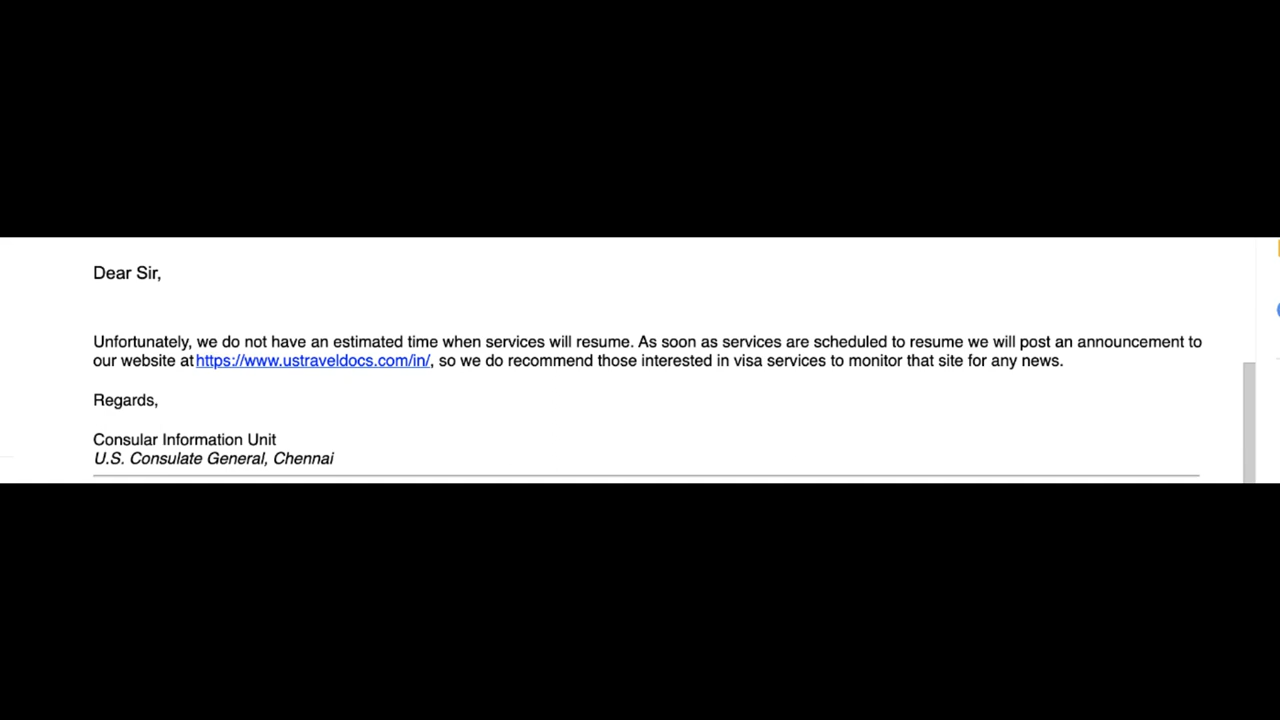 Dear Sir,
Unfortunately, we do not have an estimated time when services will resume. As soon as services are scheduled to resume we will post an announcement to
our website at https://www.ustraveldocs.com/in/, so we do recommend those interested in visa services to monitor that site for any news.
Regards,
Consular Information Unit
U.S. Consulate General, Chennai